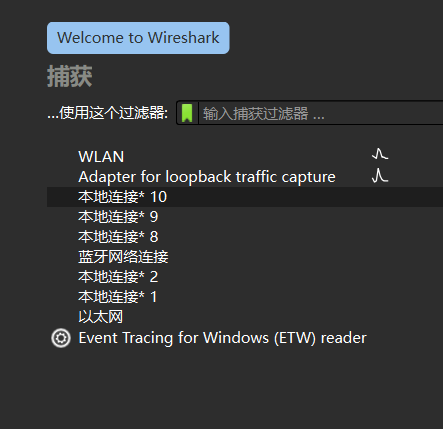 Welcome to Wireshark
捕获
…使用这个过滤器: 输入捕获过滤器 …
WLAN
Adapter for loopback traffic capture
本地连接* 10
本地连接* 9
本地连接* 8
蓝牙网络连接
本地连接* 2
本地连接* 1
以太网
Event Tracing for Windows (ETW) reader